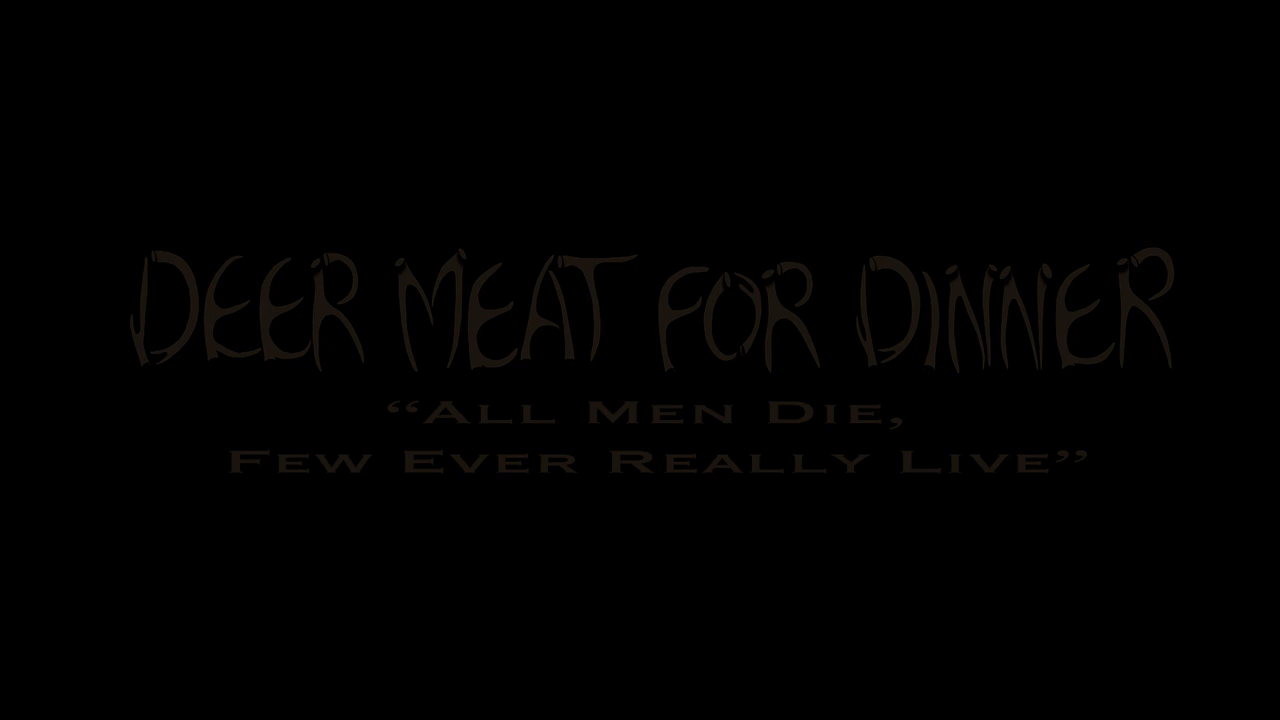 DEER MEAT FOR DINNER
“ALL MEN DIE,
FEW EVER REALLY LIVE”